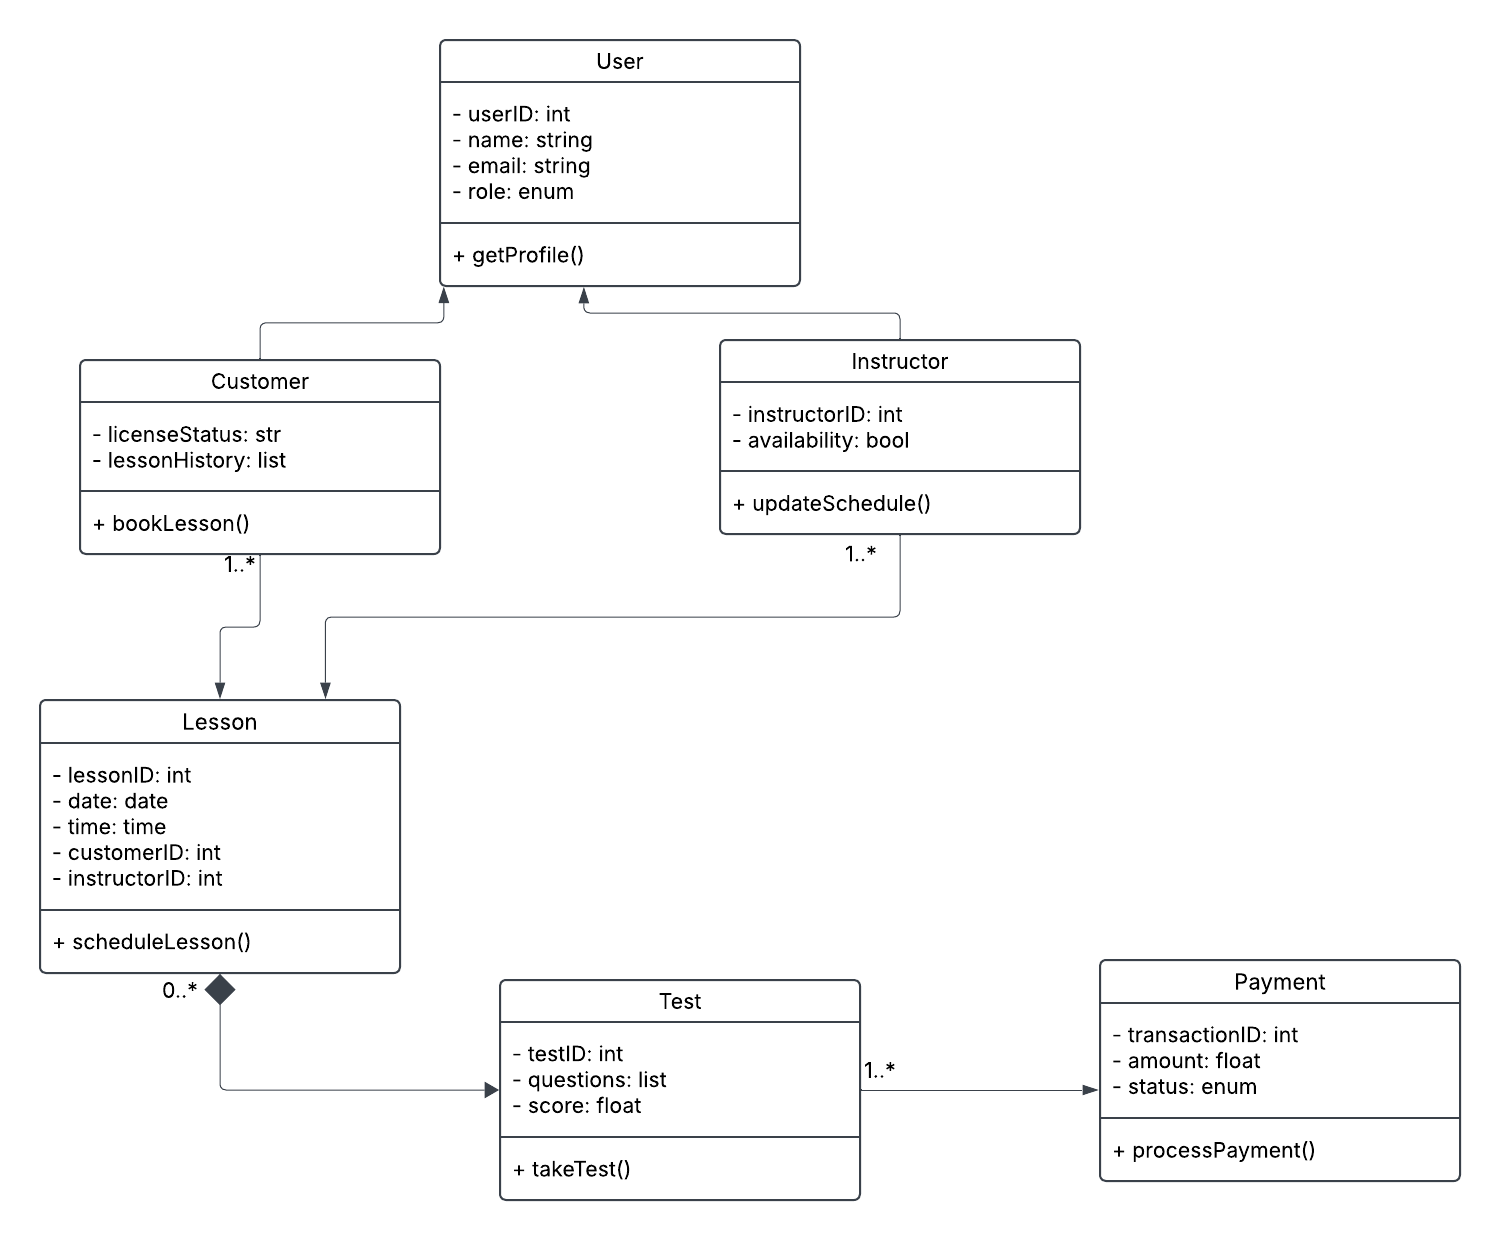 User
- userID: int
- name: string
- email: string
- role: enum
+ getProfile()
Customer
- licenseStatus: str
- lessonHistory: list
+ bookLesson()
1..*
Instructor
- instructorID: int
- availability: bool
+ updateSchedule()
1..*
Lesson
- lessonID: int
- date: date
- time: time
- customerID: int
- instructorID: int
+ scheduleLesson()
0..*
Test
- testID: int
- questions: list
- score: float
+ takeTest()
1..*
Payment
- transactionID: int
- amount: float
- status: enum
+ processPayment()